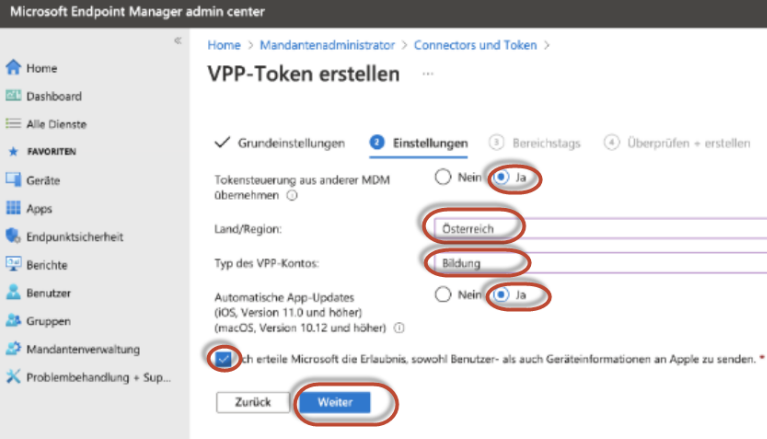 Microsoft Endpoint Manager admin center
«
Home
Dashboard
Alle Dienste
FAVORITEN
Geräte
Apps
Endpunktsicherheit
Berichte
Benutzer
Gruppen
Mandantenverwaltung
Problembehandlung + Sup...
Home > Mandantenadministrator > Connectors und Token >
VPP-Token erstellen ...
Grundeinstellungen 2 Einstellungen 3 Bereichstags 4 Überprüfen + erstellen
Tokensteuerung aus anderer MDM Nein Ja
übernehmen
Land/Region: Österreich
Typ des VPP-Kontos: Bildung
Automatische App-Updates Nein Ja
(iOS, Version 11.0 und höher)
(macOS, Version 10.12 und höher)
ch erteile Microsoft die Erlaubnis, sowohl Benutzer- als auch Geräteinformationen an Apple zu senden. *
Zurück Weiter